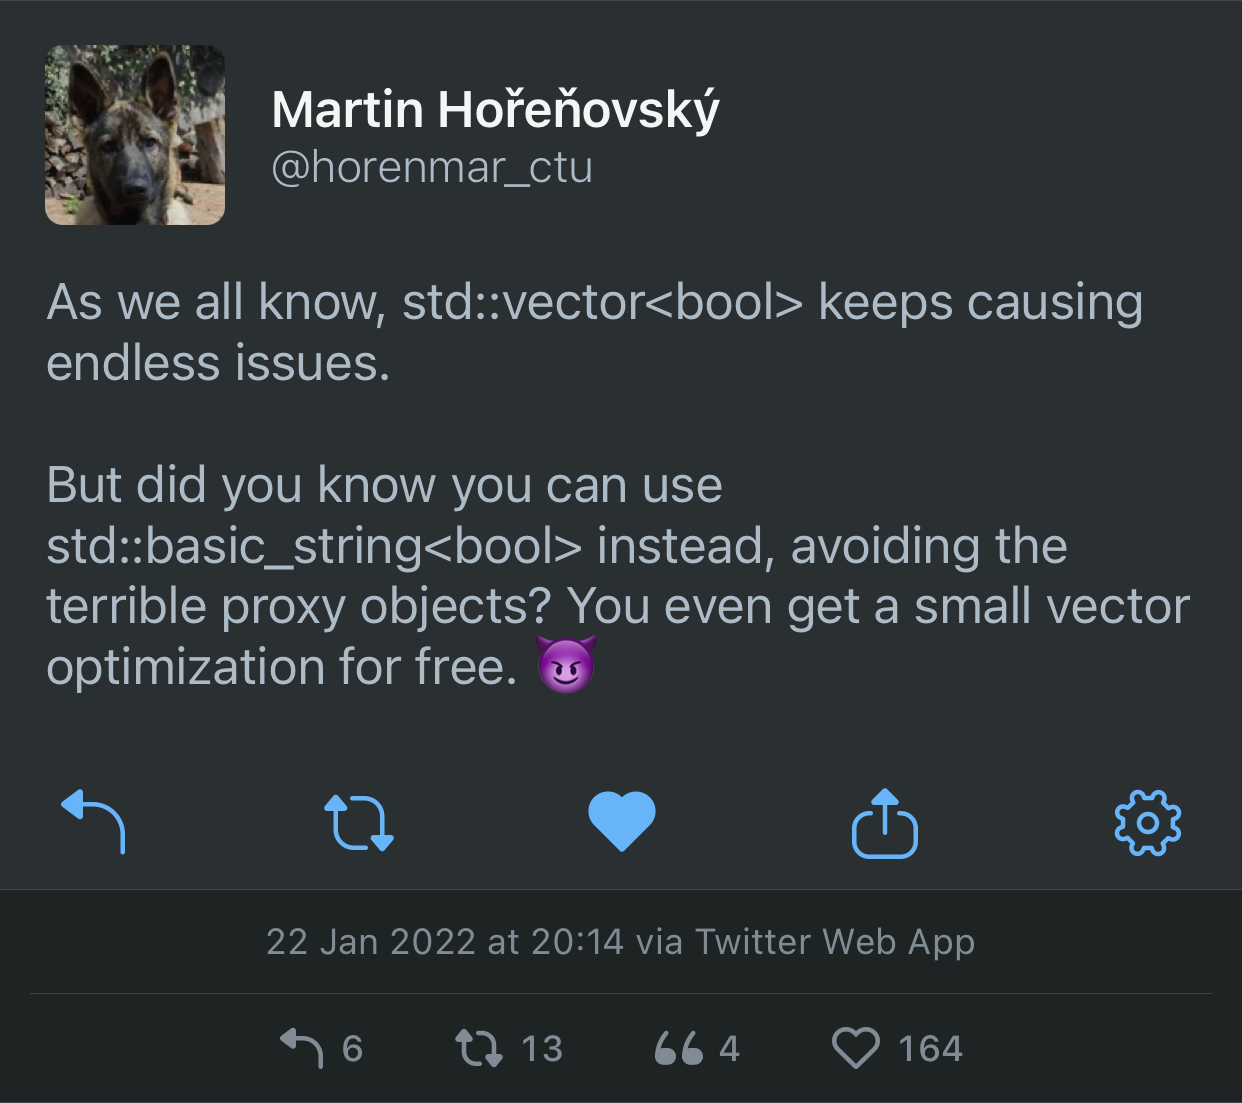 Martin Hořeňovský
@horenmar_ctu
As we all know, std::vector<bool> keeps causing
endless issues.
But did you know you can use
std::basic_string<bool> instead, avoiding the
terrible proxy objects? You even get a small vector
optimization for free. 😈
22 Jan 2022 at 20:14 via Twitter Web App
6 13 4 164